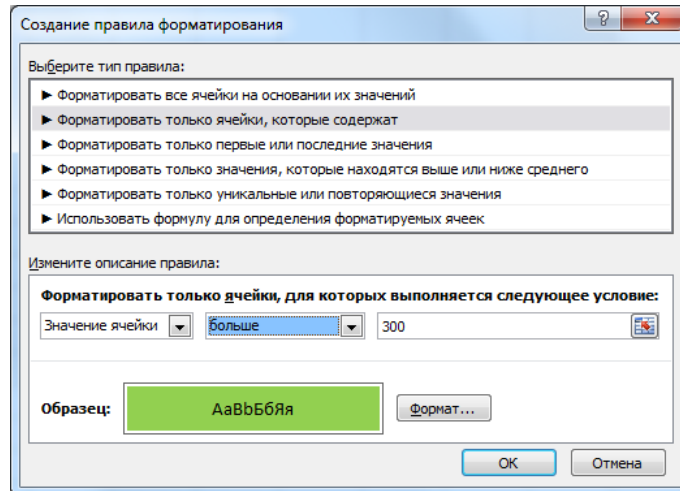 Создание правила форматирования
Выберите тип правила:
► Форматировать все ячейки на основании их значений
► Форматировать только ячейки, которые содержат
► Форматировать только первые или последние значения
► Форматировать только значения, которые находятся выше или ниже среднего
► Форматировать только уникальные или повторяющиеся значения
► Использовать формулу для определения форматируемых ячеек
Измените описание правила:
Форматировать только ячейки, для которых выполняется следующее условие:
Значение ячейки больше 300
Образец: АаВbБбЯя Формат...
ОК Отмена